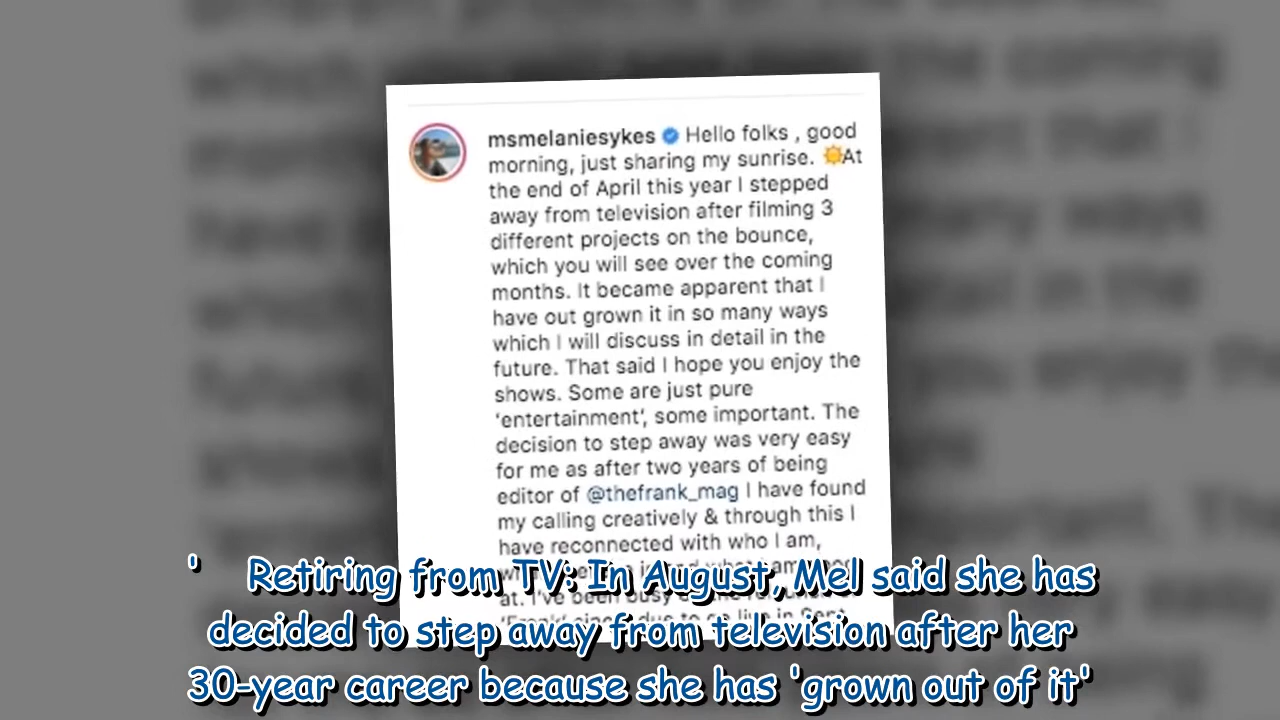 msmelaniesykes Hello folks , good
morning, just sharing my sunrise. ☀️At
the end of April this year I stepped
away from television after filming 3
different projects on the bounce,
which you will see over the coming
months. It became apparent that I
have out grown it in so many ways
which I will discuss in detail in the
future. That said I hope you enjoy the
shows. Some are just pure
‘entertainment’, some important. The
decision to step away was very easy
for me as after two years of being
editor of @thefrank_mag I have found
my calling creatively & through this I
have reconnected with who I am,
at. I've been busy
' Retiring from TV: In August, Mel said she has
decided to step away from television after her
30-year career because she has 'grown out of it'